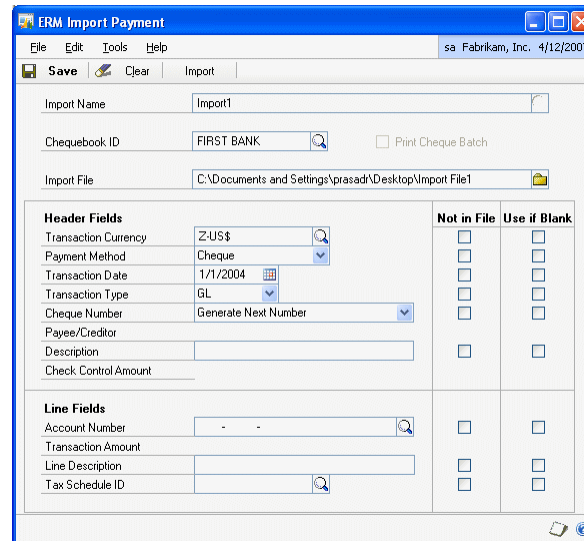 ERM Import Payment
File Edit Tools Help sa Fabrikam, Inc. 4/12/200
Save Clear Import
Import Name Import1
Chequebook ID FIRST BANK Print Cheque Batch
Import File C:\Documents and Settings\prasadr\Desktop\Import File1
Header Fields Not in File Use if Blank
Transaction Currency Z-US$
Payment Method Cheque
Transaction Date 1/1/2004
Transaction Type GL
Cheque Number Generate Next Number
Payee/Creditor
Description
Check Control Amount
Line Fields
Account Number - -
Transaction Amount
Line Description
Tax Schedule ID